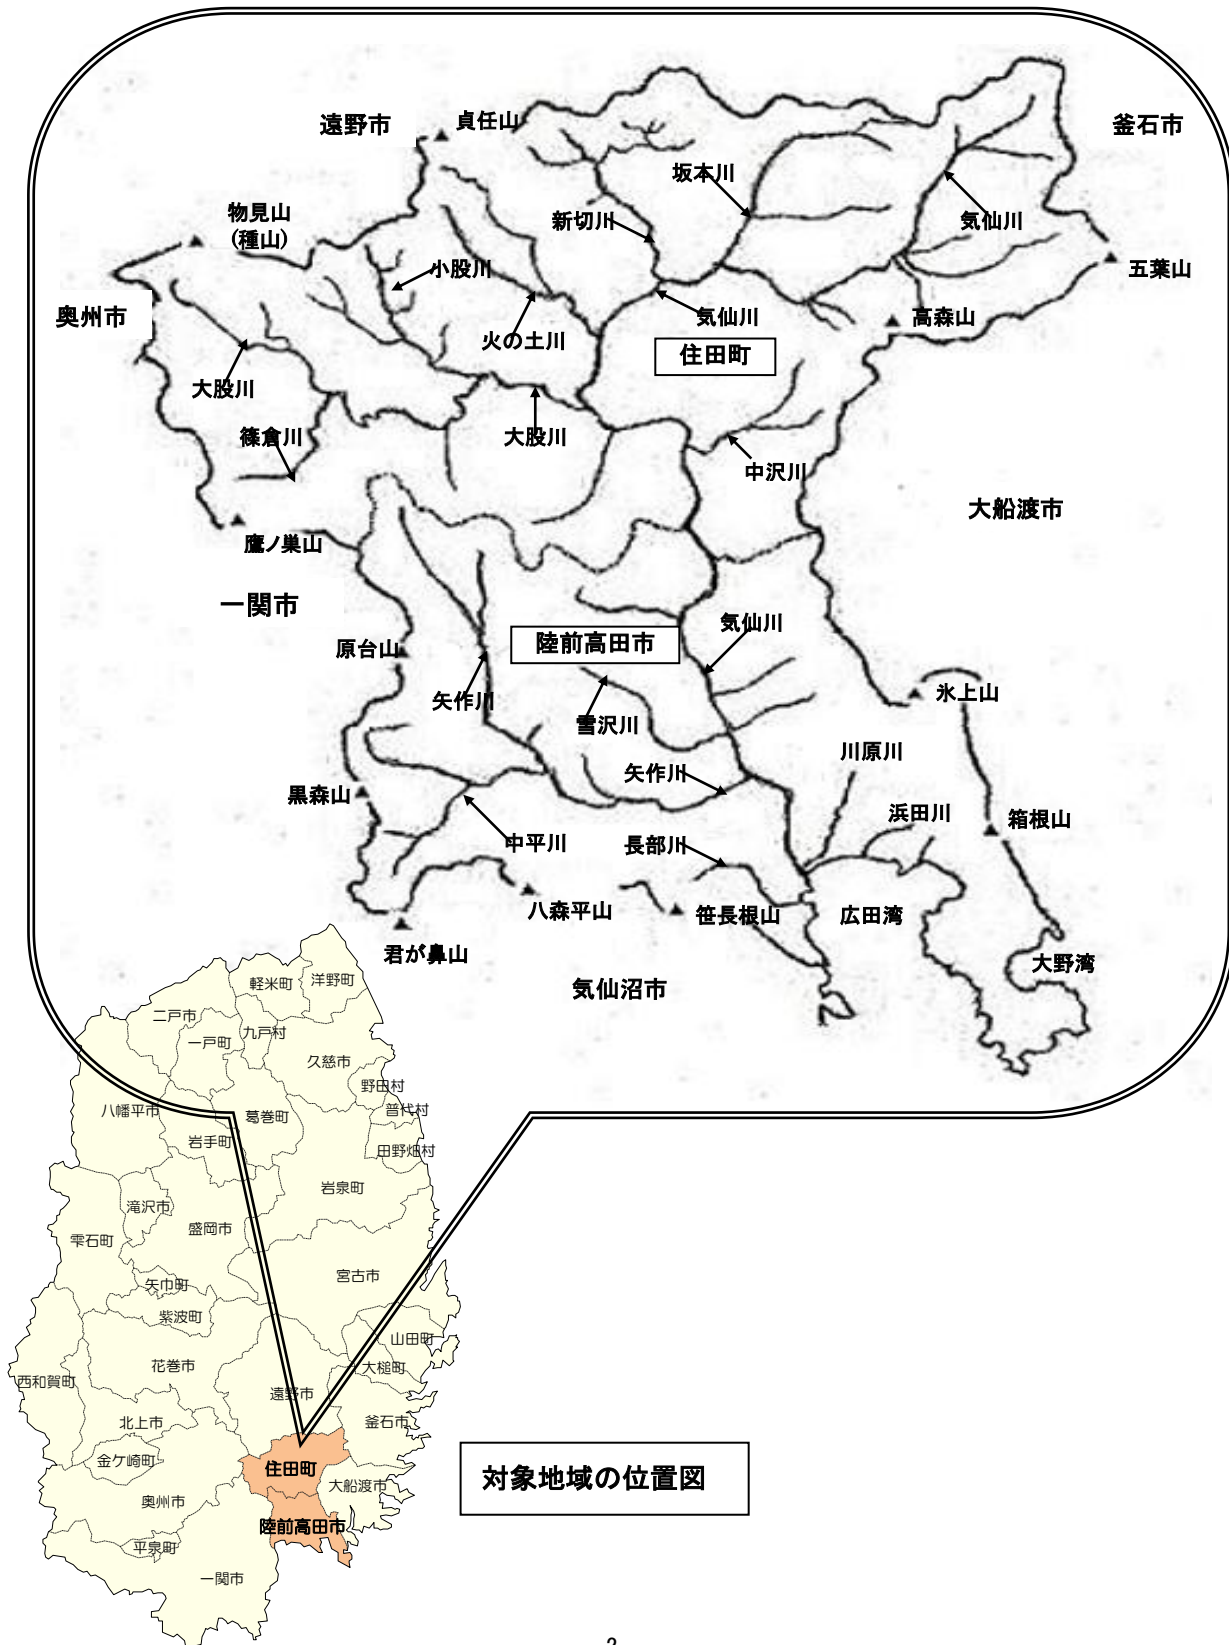 遠野市
貞任山
釜石市
坂本川
物見山
(種山)
新切川
気仙川
小股川
五葉山
奥州市
気仙川
高森山
火の土川
住田町
大股川
篠倉川
大股川
中沢川
大船渡市
鷹ノ巣山
一関市
気仙川
原台山
陸前高田市
矢作川
氷上山
雪沢川
川原川
矢作川
黒森山
浜田川
箱根山
中平川
長部川
八森平山
笹長根山
広田湾
君が鼻山
大野湾
気仙沼市
軽米町
洋野町
二戸市
一戸町
九戸村
久慈市
野田村
八幡平市
葛巻町
普代村
岩手町
田野畑村
岩泉町
滝沢市
盛岡市
雫石町
宮古市
矢巾町
紫波町
山田町
花巻市
大槌町
西和賀町
遠野市
北上市
釜石市
金ケ崎町
住田町
対象地域の位置図
大船渡市
奥州市
陸前高田市
平泉町
一関市
2